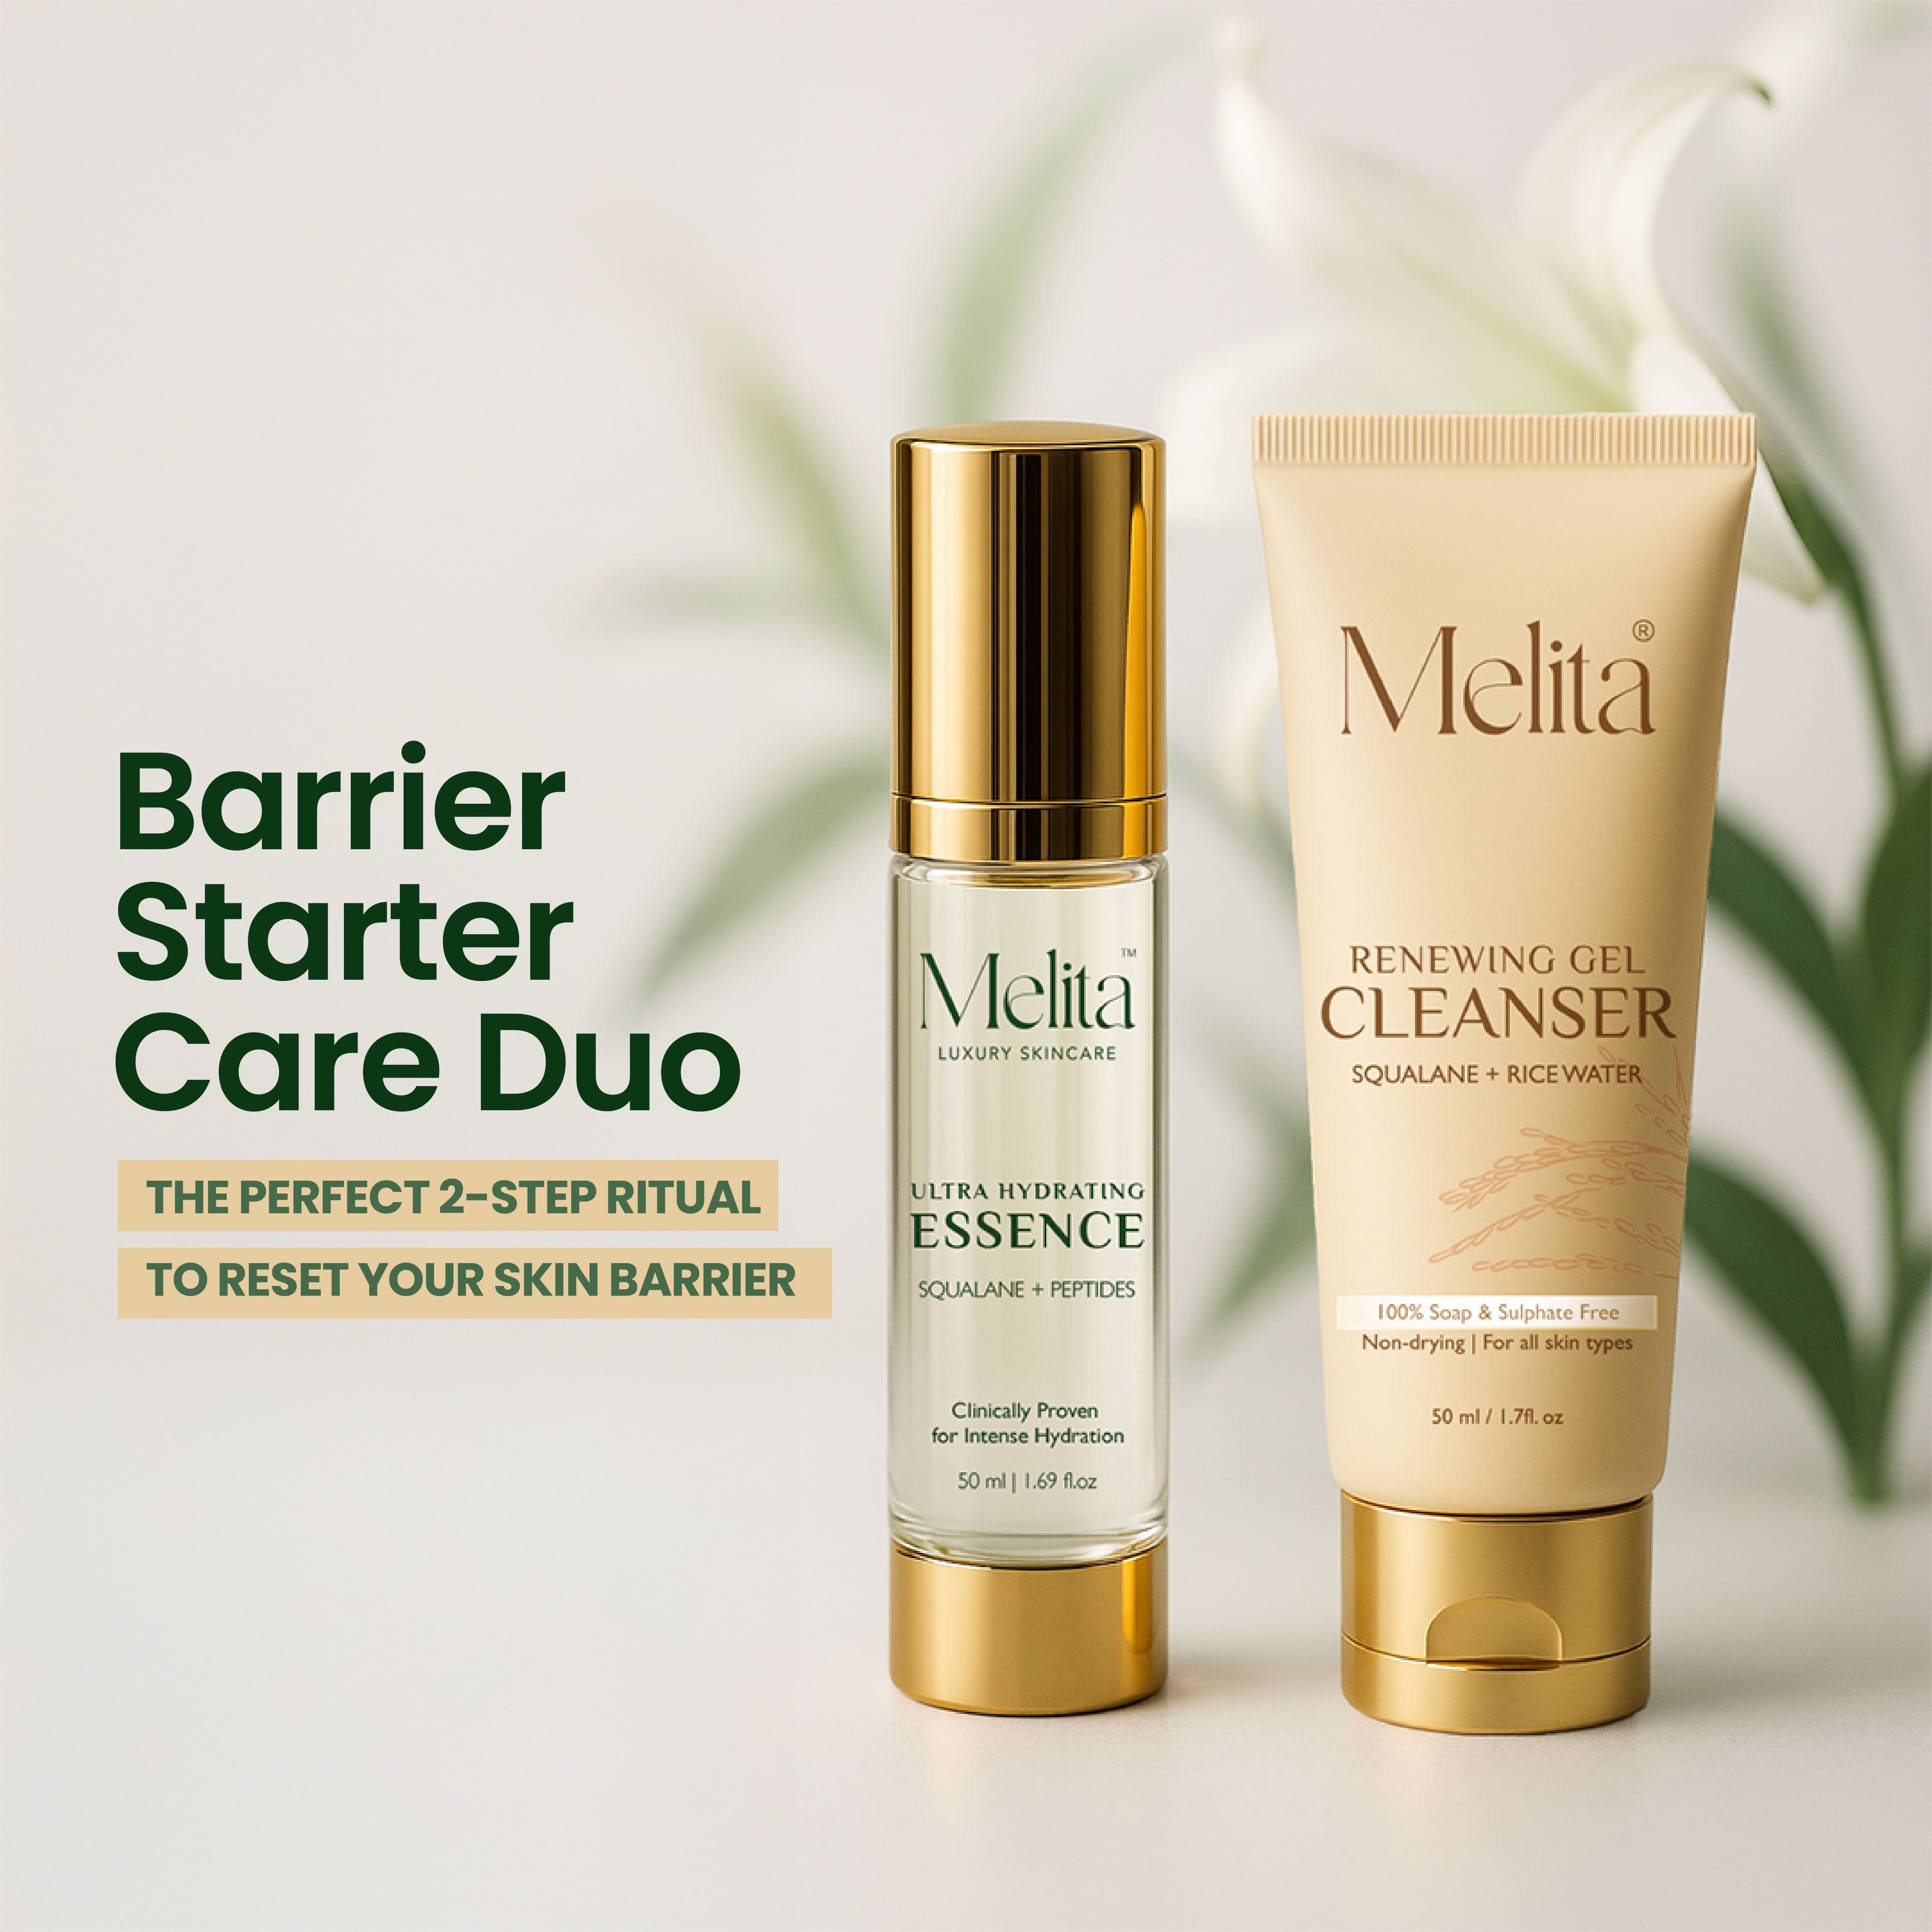 Barrier
Starter
Care Duo
THE PERFECT 2-STEP RITUAL
TO RESET YOUR SKIN BARRIER
Melita™
LUXURY SKINCARE
ULTRA HYDRATING
ESSENCE
SQUALANE + PEPTIDES
Clinically Proven
for Intense Hydration
50 ml | 1.69 fl.oz
Melita®
RENEWING GEL
CLEANSER
SQUALANE + RICE WATER
100% Soap & Sulphate Free
Non-drying | For all skin types
50 ml / 1.7fl. oz